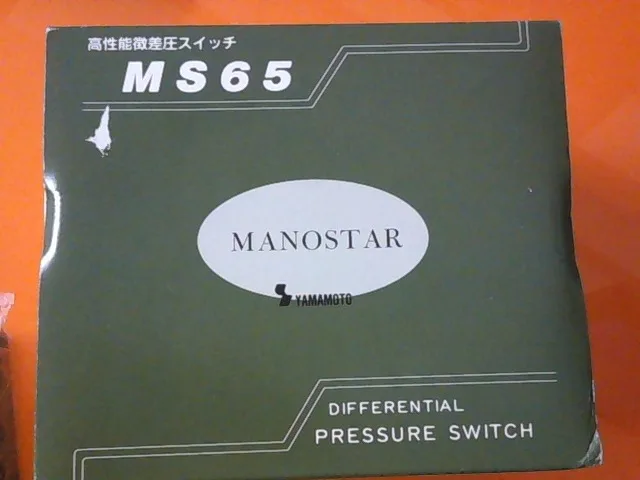 高性能微差圧スイッチ
MS65
MANOSTAR
YAMAMOTO
DIFFERENTIAL
PRESSURE SWITCH